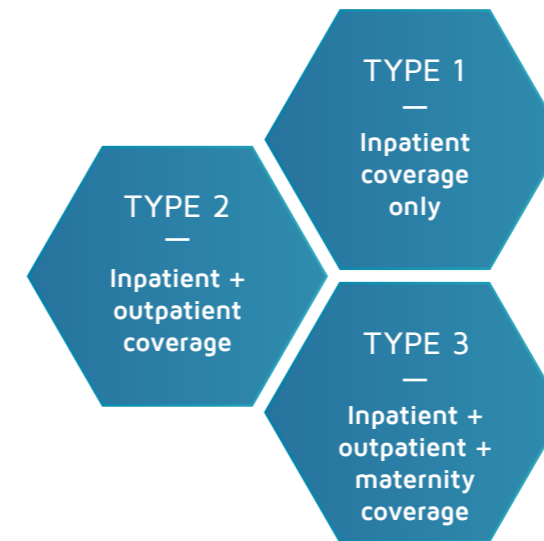 TYPE 1
—
Inpatient
coverage
only
TYPE 2
—
Inpatient +
outpatient
coverage
TYPE 3
—
Inpatient +
outpatient +
maternity
coverage